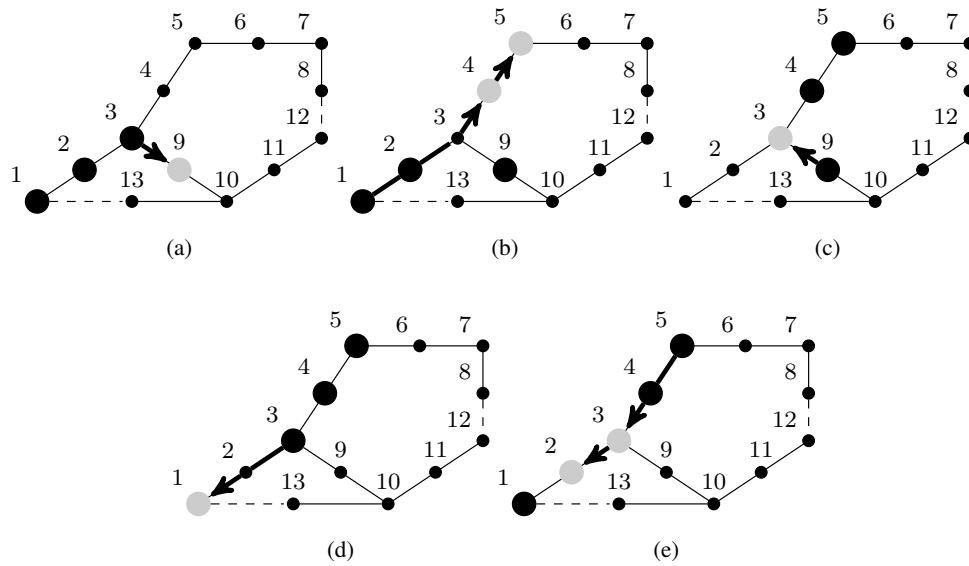 5 6 7 5 6 7 5 6 7
4 8 4 8 4 8
3 12 3 12 3 12
2 9 11 2 9 11 2 9 11
1 13 10 1 13 10 1 13 10
(a) (b) (c)
5 6 7 5 6 7
4 8 4 8
3 12 3 12
2 9 11 2 9 11
1 13 10 1 13 10
(d) (e)